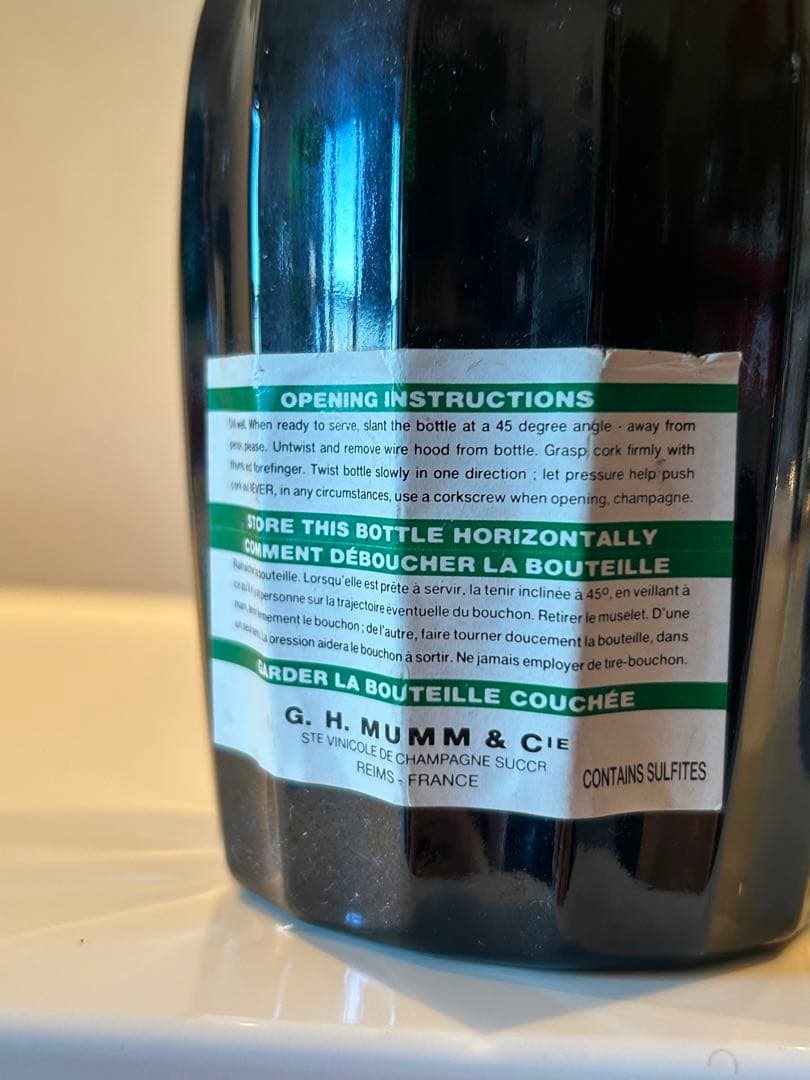 OPENING INSTRUCTIONS
well. When ready to serve, slant the bottle at a 45 degree angle - away from
please. Untwist and remove wire hood from bottle. Grasp cork firmly with
forefinger. Twist bottle slowly in one direction ; let pressure help push
NEVER, in any circumstances, use a corkscrew when opening, champagne.
STORE THIS BOTTLE HORIZONTALLY
COMMENT DÉBOUCHER LA BOUTEILLE
bouteille. Lorsqu'elle est prête à servir, la tenir inclinée à 45º, en veillant à
personne sur la trajectoire éventuelle du bouchon. Retirer le muselet. D'une
fermement le bouchon ; de l'autre, faire tourner doucement la bouteille, dans
la pression aidera le bouchon à sortir. Ne jamais employer de tire-bouchon.
GARDER LA BOUTEILLE COUCHÉE
G. H. MUMM & CIE
STE VINICOLE DE CHAMPAGNE SUCCR
REIMS - FRANCE
CONTAINS SULFITES